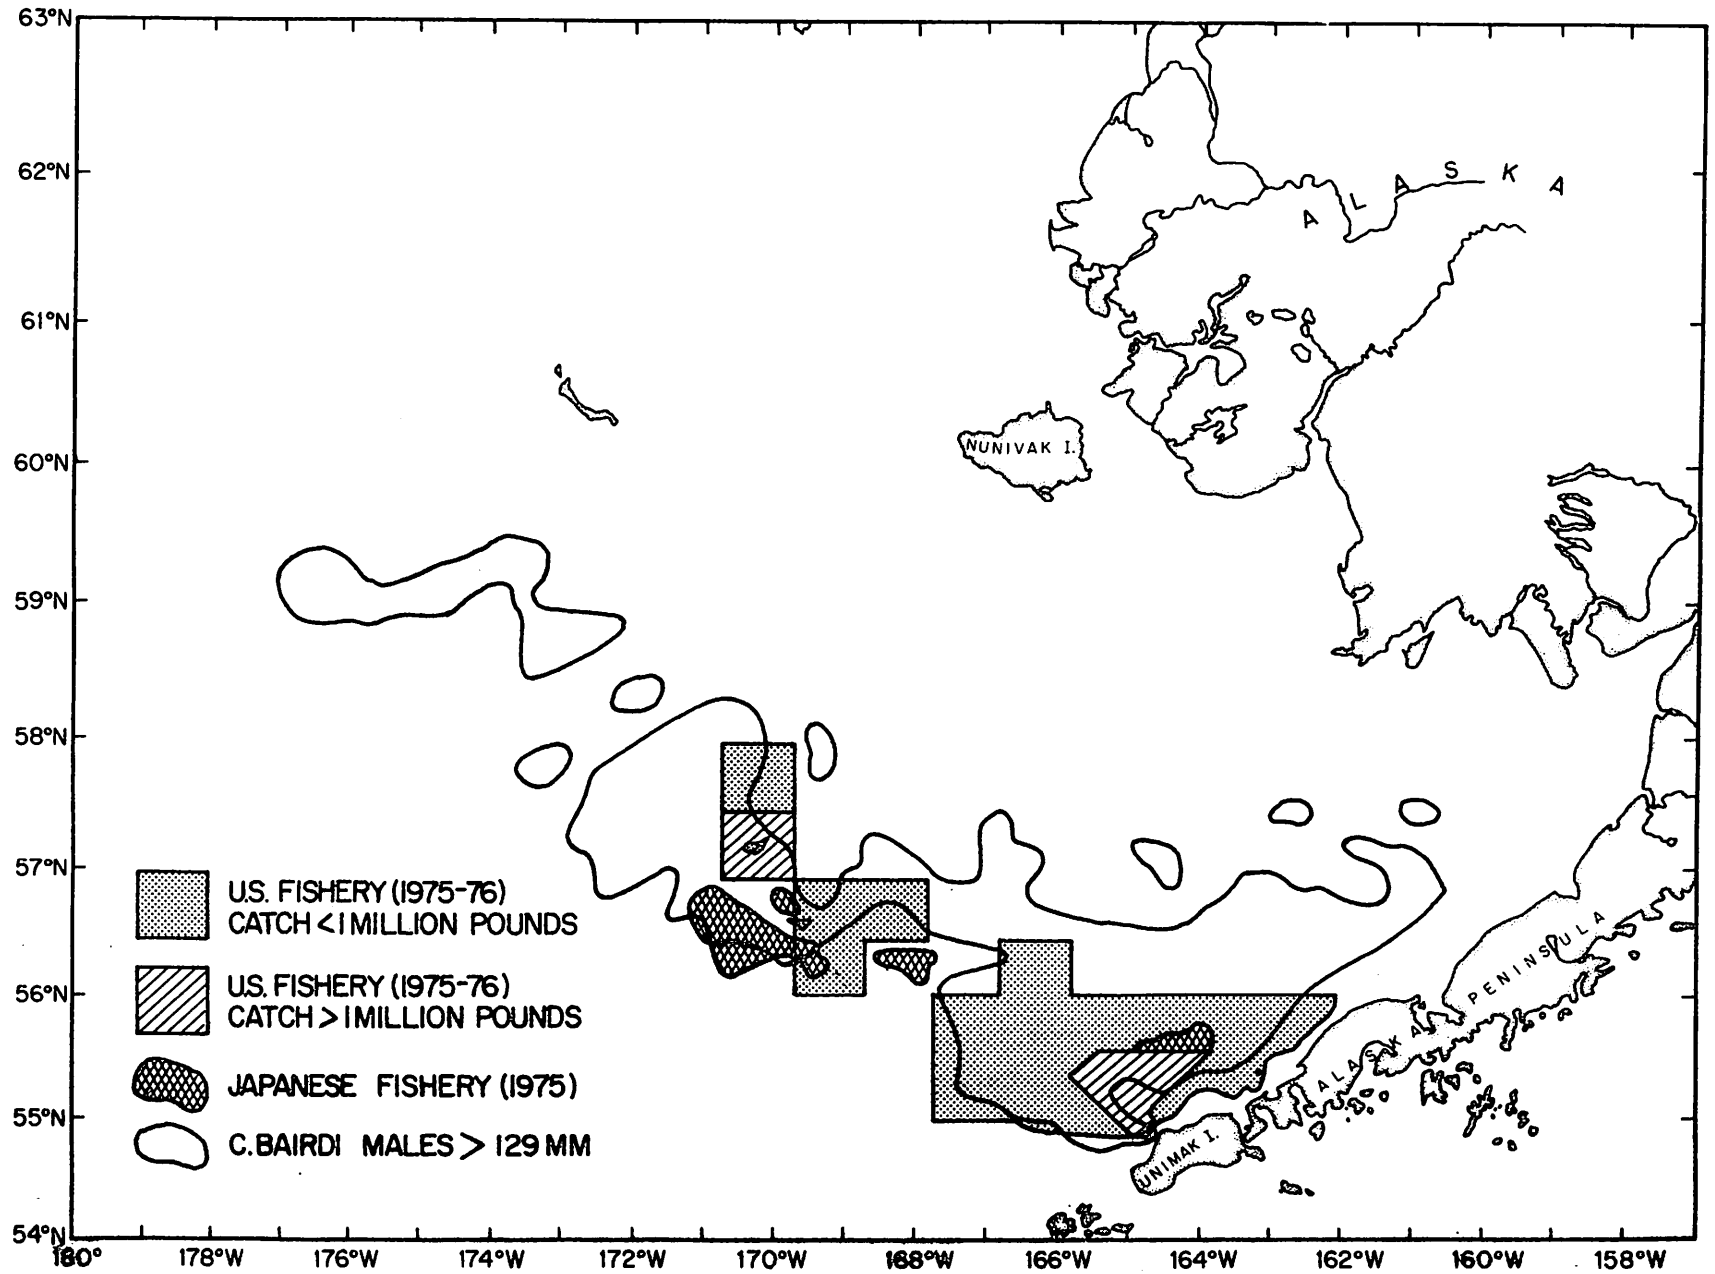 63°N
62°N
61°N
60°N
59°N
58°N
57°N
56°N
55°N
54°N
ALASKA
NUNIVAK I.
U.S. FISHERY (1975-76)
CATCH < 1 MILLION POUNDS
U.S. FISHERY (1975-76)
CATCH > 1 MILLION POUNDS
JAPANESE FISHERY (1975)
C. BAIRDI MALES > 129 MM
ALASKA PENINSULA
UNIMAK I.
180° 178°W 176°W 174°W 172°W 170°W 168°W 166°W 164°W 162°W 160°W 158°W